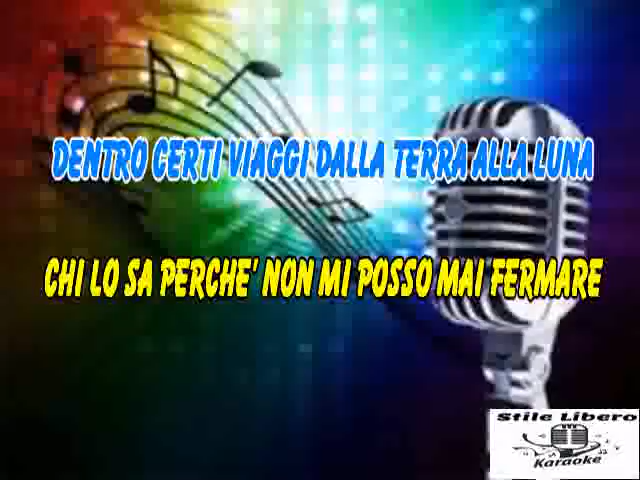 DENTRO CERTI VIAGGI DALLA TERRA ALLA LUNA
CHI LO SA PERCHE' NON MI POSSO MAI FERMARE
Stile Libero
Karaoke